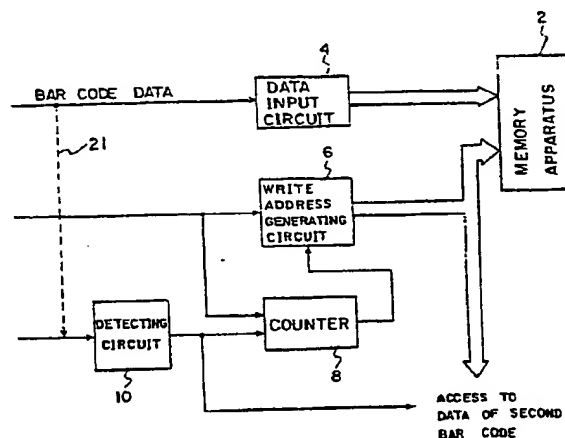 2
4
BAR CODE DATA
DATA
INPUT
CIRCUIT
MEMORY
APPARATUS
21
6
WRITE
ADDRESS
GENERATING
CIRCUIT
DETECTING
CIRCUIT
COUNTER
10
8
ACCESS TO
DATA OF SECOND
BAR CODE